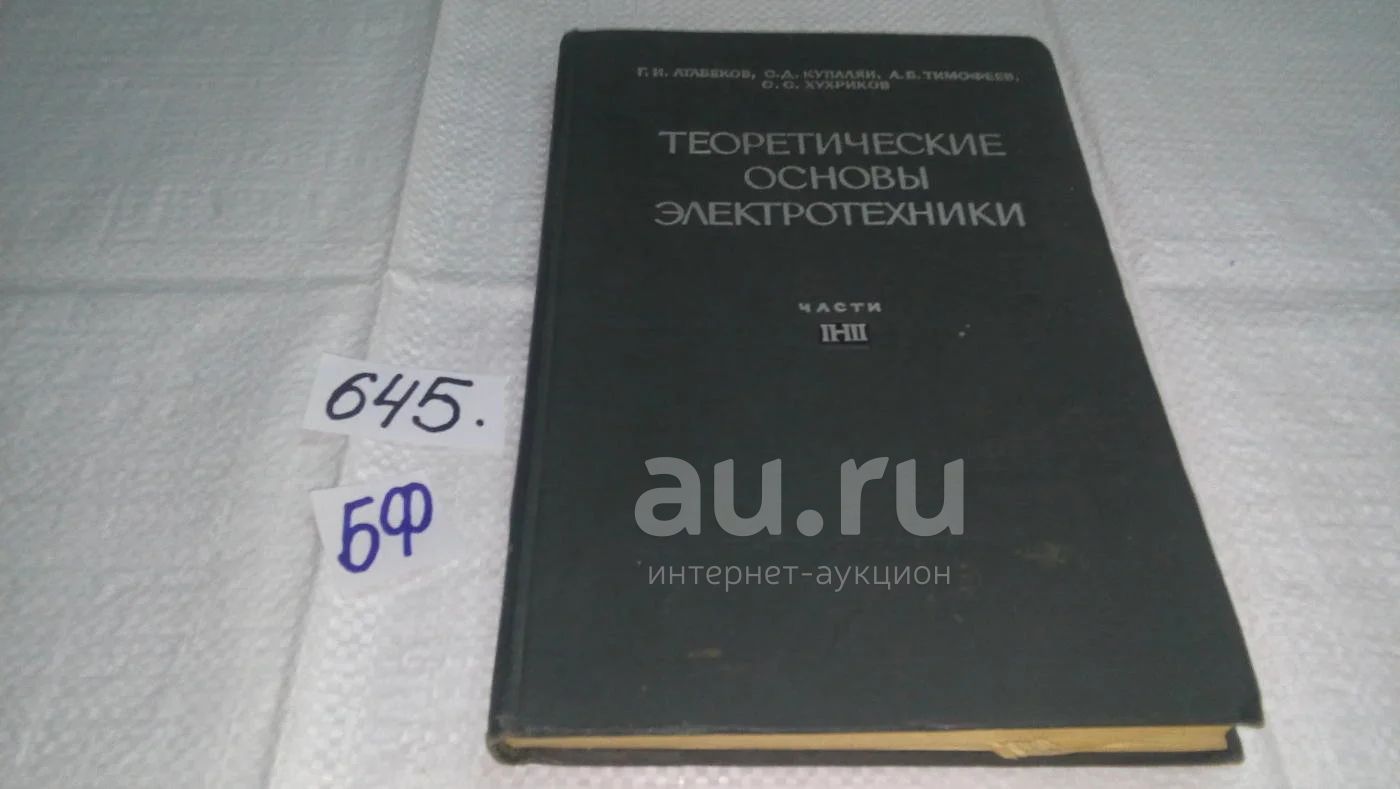 Г. И. АТАБЕКОВ, С. Д. КУПАЛЯН, А. Б. ТИМОФЕЕВ,
С. С. ХУХРИКОВ
ТЕОРЕТИЧЕСКИЕ
ОСНОВЫ
ЭЛЕКТРОТЕХНИКИ
ЧАСТИ
II-III
645.
БФ
au.ru
интернет-аукцион